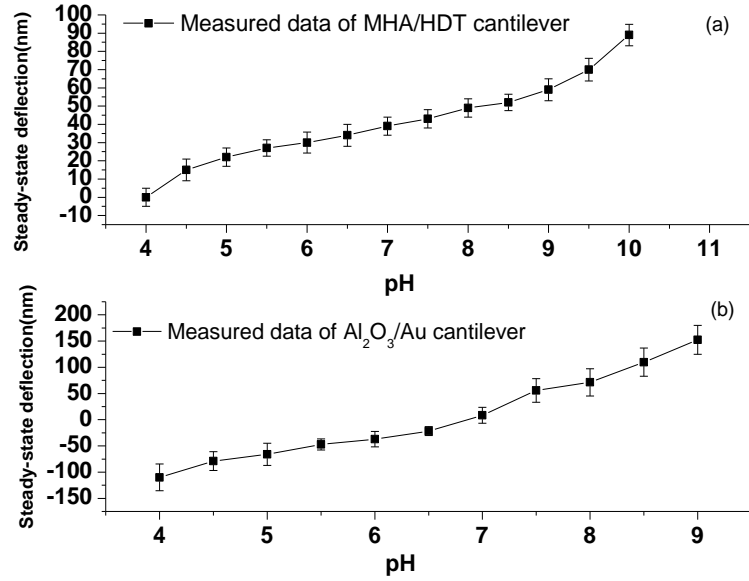 100
90
80
70
60
50
40
30
20
10
0
-10
Steady-state deflection(nm)
Measured data of MHA/HDT cantilever
(a)
4 5 6 7 8 9 10 11
pH
200
150
100
50
0
-50
-100
-150
Steady-state deflection(nm)
Measured data of Al₂O₃/Au cantilever
(b)
4 5 6 7 8 9
pH